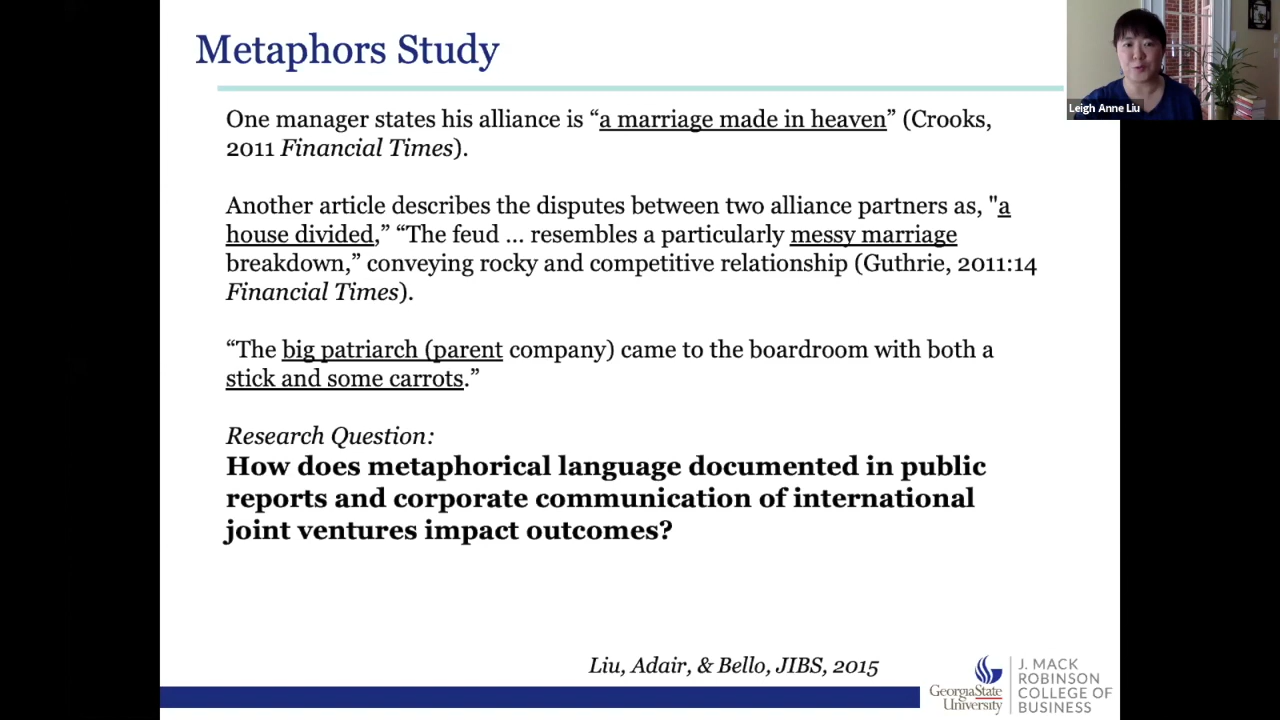 Metaphors Study
Leigh Anne Liu
One manager states his alliance is “a marriage made in heaven” (Crooks,
2011 Financial Times).
Another article describes the disputes between two alliance partners as, "a
house divided,” “The feud ... resembles a particularly messy marriage
breakdown,” conveying rocky and competitive relationship (Guthrie, 2011:14
Financial Times).
“The big patriarch (parent company) came to the boardroom with both a
stick and some carrots.”
Research Question:
How does metaphorical language documented in public
reports and corporate communication of international
joint ventures impact outcomes?
Liu, Adair, & Bello, JIBS, 2015
GeorgiaState
University
J. MACK
ROBINSON
COLLEGE OF
BUSINESS